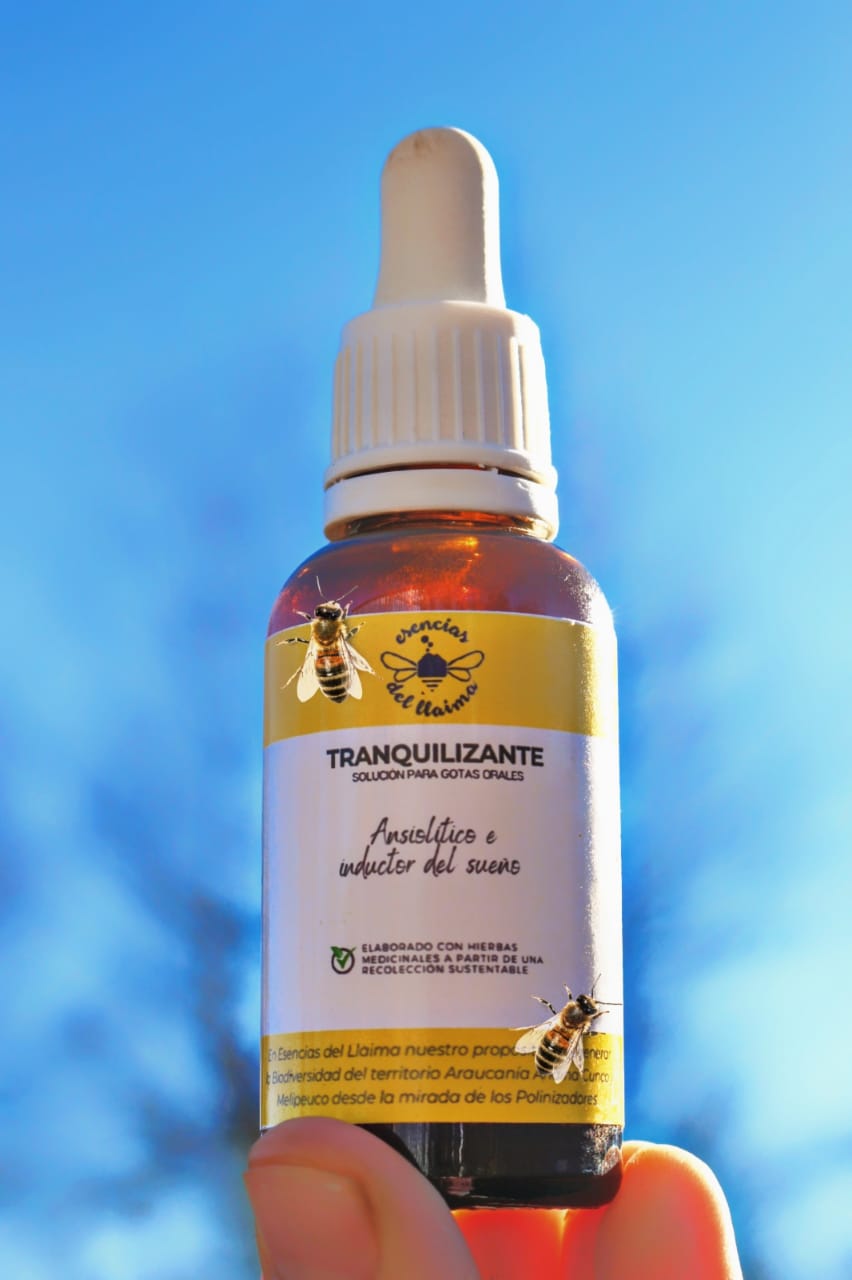 esencias
del llaima
TRANQUILIZANTE
SOLUCIÓN PARA GOTAS ORALES
Ansiolítico e
inductor del sueño
ELABORADO CON HIERBAS
MEDICINALES A PARTIR DE UNA
RECOLECCIÓN SUSTENTABLE
En Esencias del Llaima nuestro
Biodiversidad del territorio Araucanía
Melipeuco desde la mirada de los Polinizadores